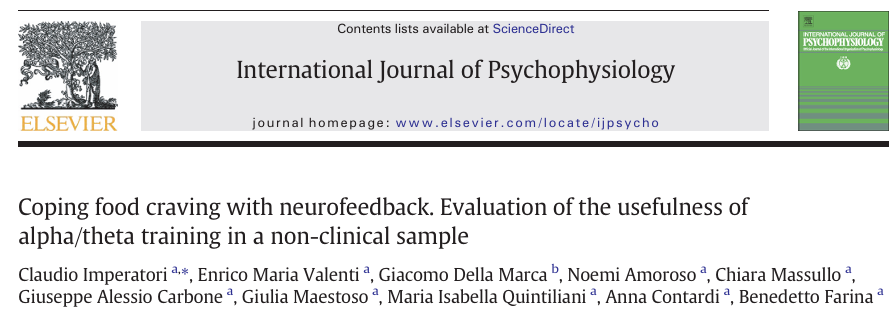 Contents lists available at ScienceDirect
International Journal of Psychophysiology
journal homepage: www.elsevier.com/locate/ijpsycho
ELSEVIER
INTERNATIONAL JOURNAL OF
PSYCHOPHYSIOLOGY
Coping food craving with neurofeedback. Evaluation of the usefulness of
alpha/theta training in a non-clinical sample
Claudio Imperatori a,*, Enrico Maria Valenti a, Giacomo Della Marca b, Noemi Amoroso a, Chiara Massullo a,
Giuseppe Alessio Carbone a, Giulia Maestoso a, Maria Isabella Quintiliani a, Anna Contardi a, Benedetto Farina a